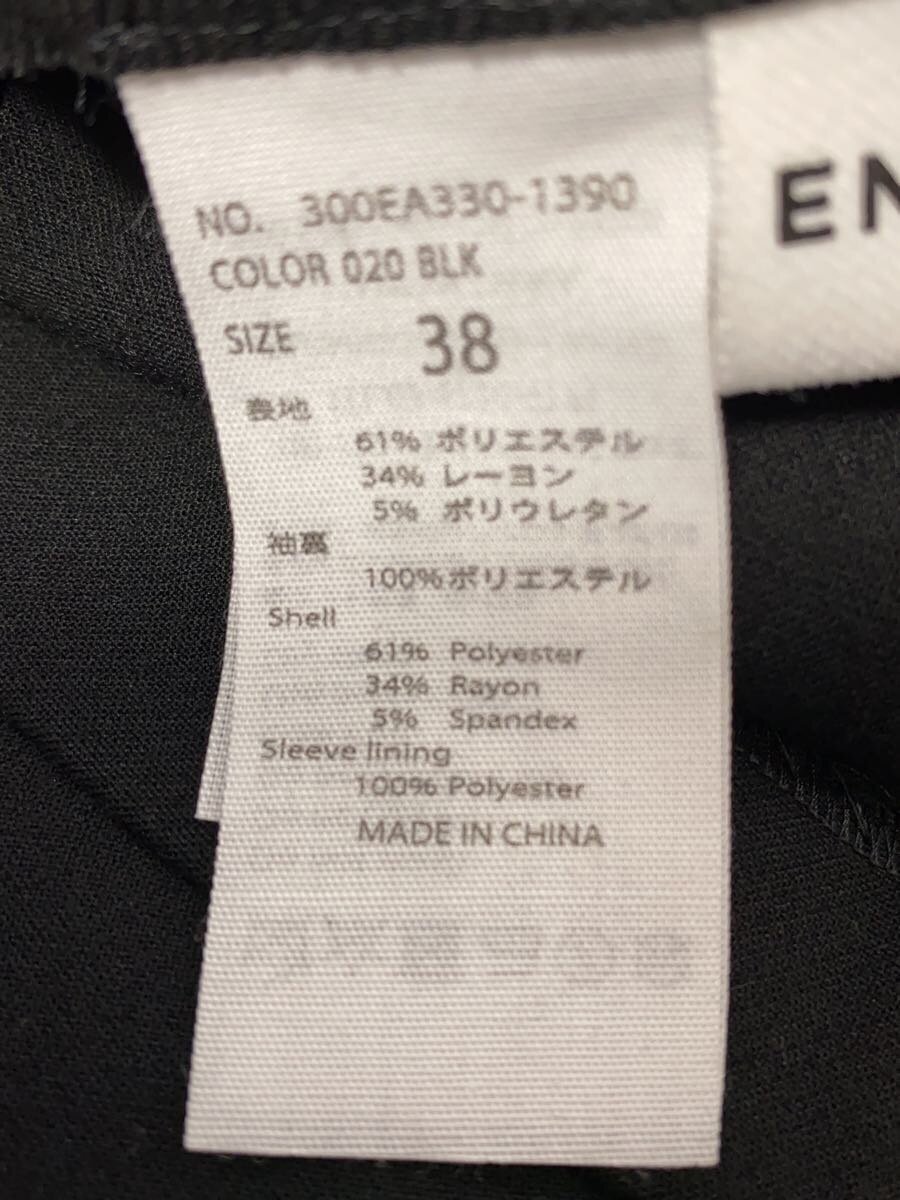 NO. 300EA330-1390
COLOR 020 BLK
SIZE 38
表地
61% ポリエステル
34% レーヨン
5% ポリウレタン
袖裏
100%ポリエステル
Shell
61% Polyester
34% Rayon
5% Spandex
Sleeve lining
100% Polyester
MADE IN CHINA
EN